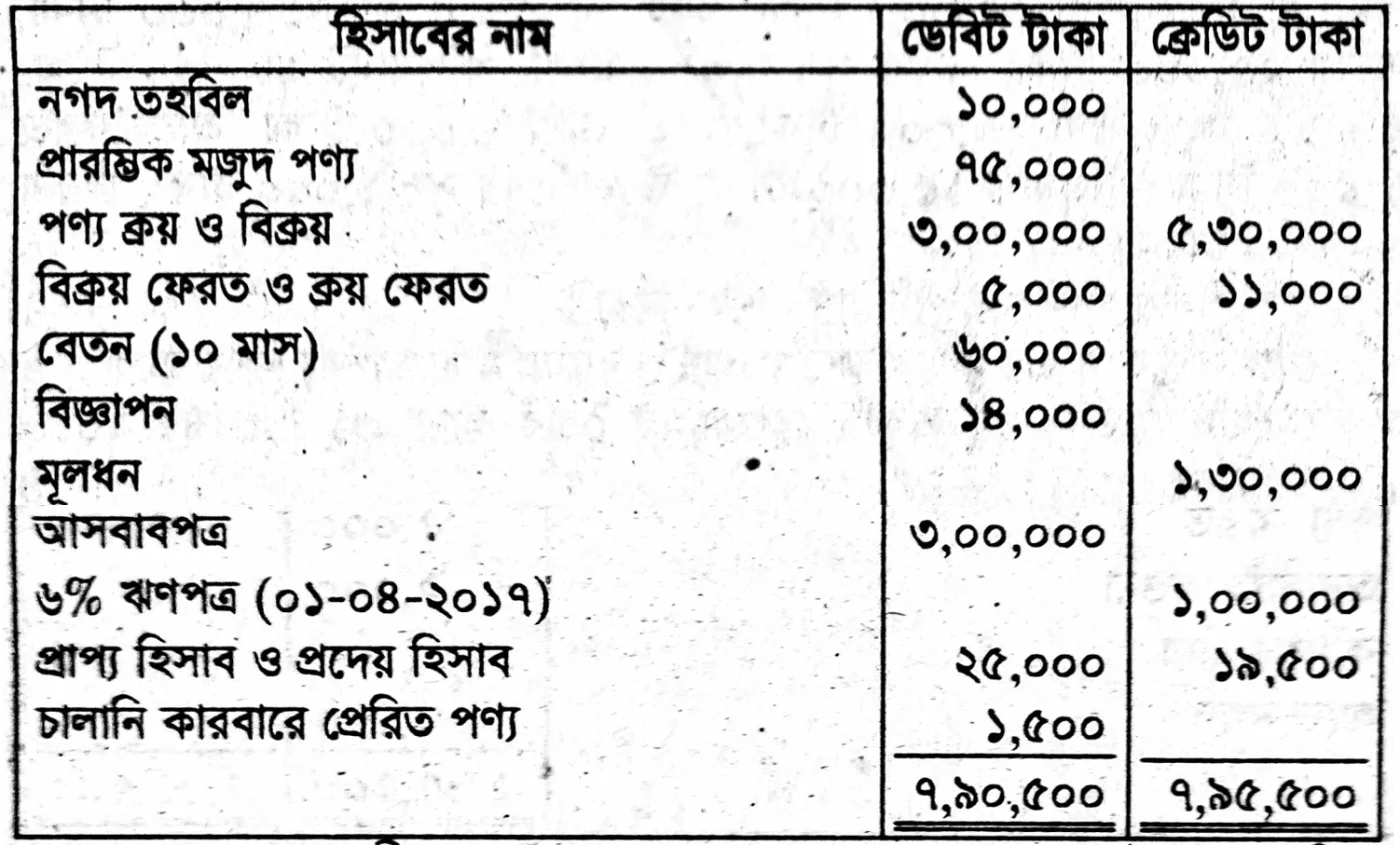 হিসাবের নাম ডেবিট টাকা ক্রেডিট টাকা
নগদ তহবিল ১০,০০০
প্রারম্ভিক মজুদ পণ্য ৭৫,০০০
পণ্য ক্রয় ও বিক্রয় ৩,০০,০০০ ৫,৩০,০০০
বিক্রয় ফেরত ও ক্রয় ফেরত ৫,০০০ ১১,০০০
বেতন (১০ মাস) ৬০,০০০
বিজ্ঞাপন ১৪,০০০
মূলধন ১,৩০,০০০
আসবাবপত্র ৩,০০,০০০
৬% ঋণপত্র (০১-০৪-২০১৭) ১,০০,০০০
প্রাপ্য হিসাব ও প্রদেয় হিসাব ২৫,০০০ ১৯,৫০০
চালানি কারবারে প্রেরিত পণ্য ১,৫০০
৭,৯০,৫০০ ৭,৯৫,৫০০